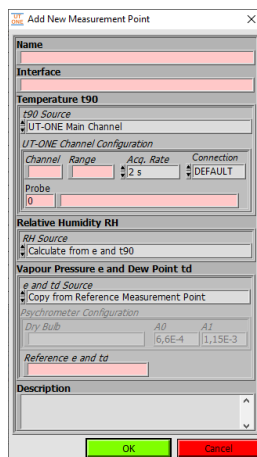 UT
ONE
Add New Measurement Point
Name
Interface
Temperature t90
t90 Source
UT-ONE Main Channel
UT-ONE Channel Configuration
Channel Range Acq. Rate Connection
2 s DEFAULT
Probe
0
Relative Humidity RH
RH Source
Calculate from e and t90
Vapour Pressure e and Dew Point td
e and td Source
Copy from Reference Measurement Point
Psychrometer Configuration
Dry Bulb A0 A1
6,6E-4 1,15E-3
Reference e and td
Description
OK Cancel